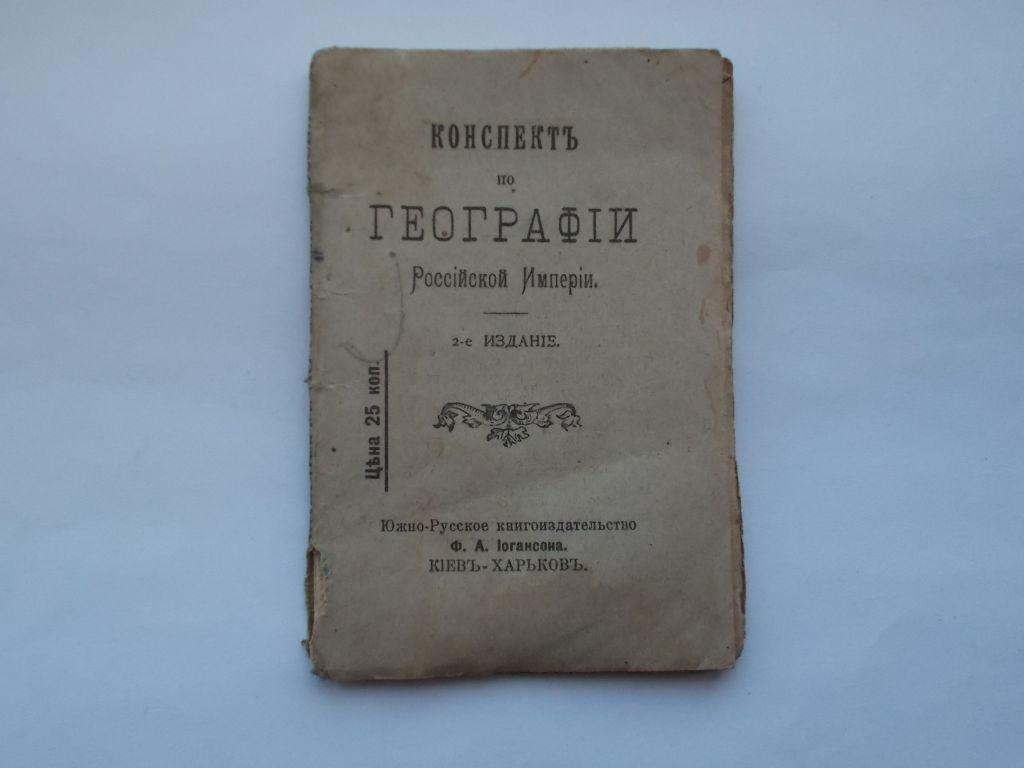 КОНСПЕКТЪ
по
ГЕОГРАФІИ
Россійской Имперіи.
2-е ИЗДАНІЕ.
Цѣна 25 коп.
Южно-Русское книгоиздательство
Ф. А. Іогансона.
КІЕВЪ-ХАРЬКОВЪ.